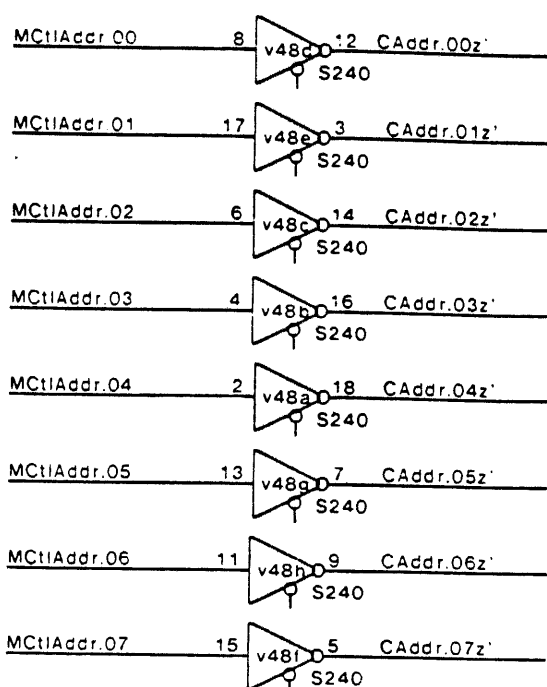 MCtlAddr.00 8 v48d 12 CAddr.00z'
S240
MCtlAddr.01 17 v48e 3 CAddr.01z'
S240
MCtlAddr.02 6 v48c 14 CAddr.02z'
S240
MCtlAddr.03 4 v48b 16 CAddr.03z'
S240
MCtlAddr.04 2 v48a 18 CAddr.04z'
S240
MCtlAddr.05 13 v48g 7 CAddr.05z'
S240
MCtlAddr.06 11 v48h 9 CAddr.06z'
S240
MCtlAddr.07 15 v48f 5 CAddr.07z'
S240